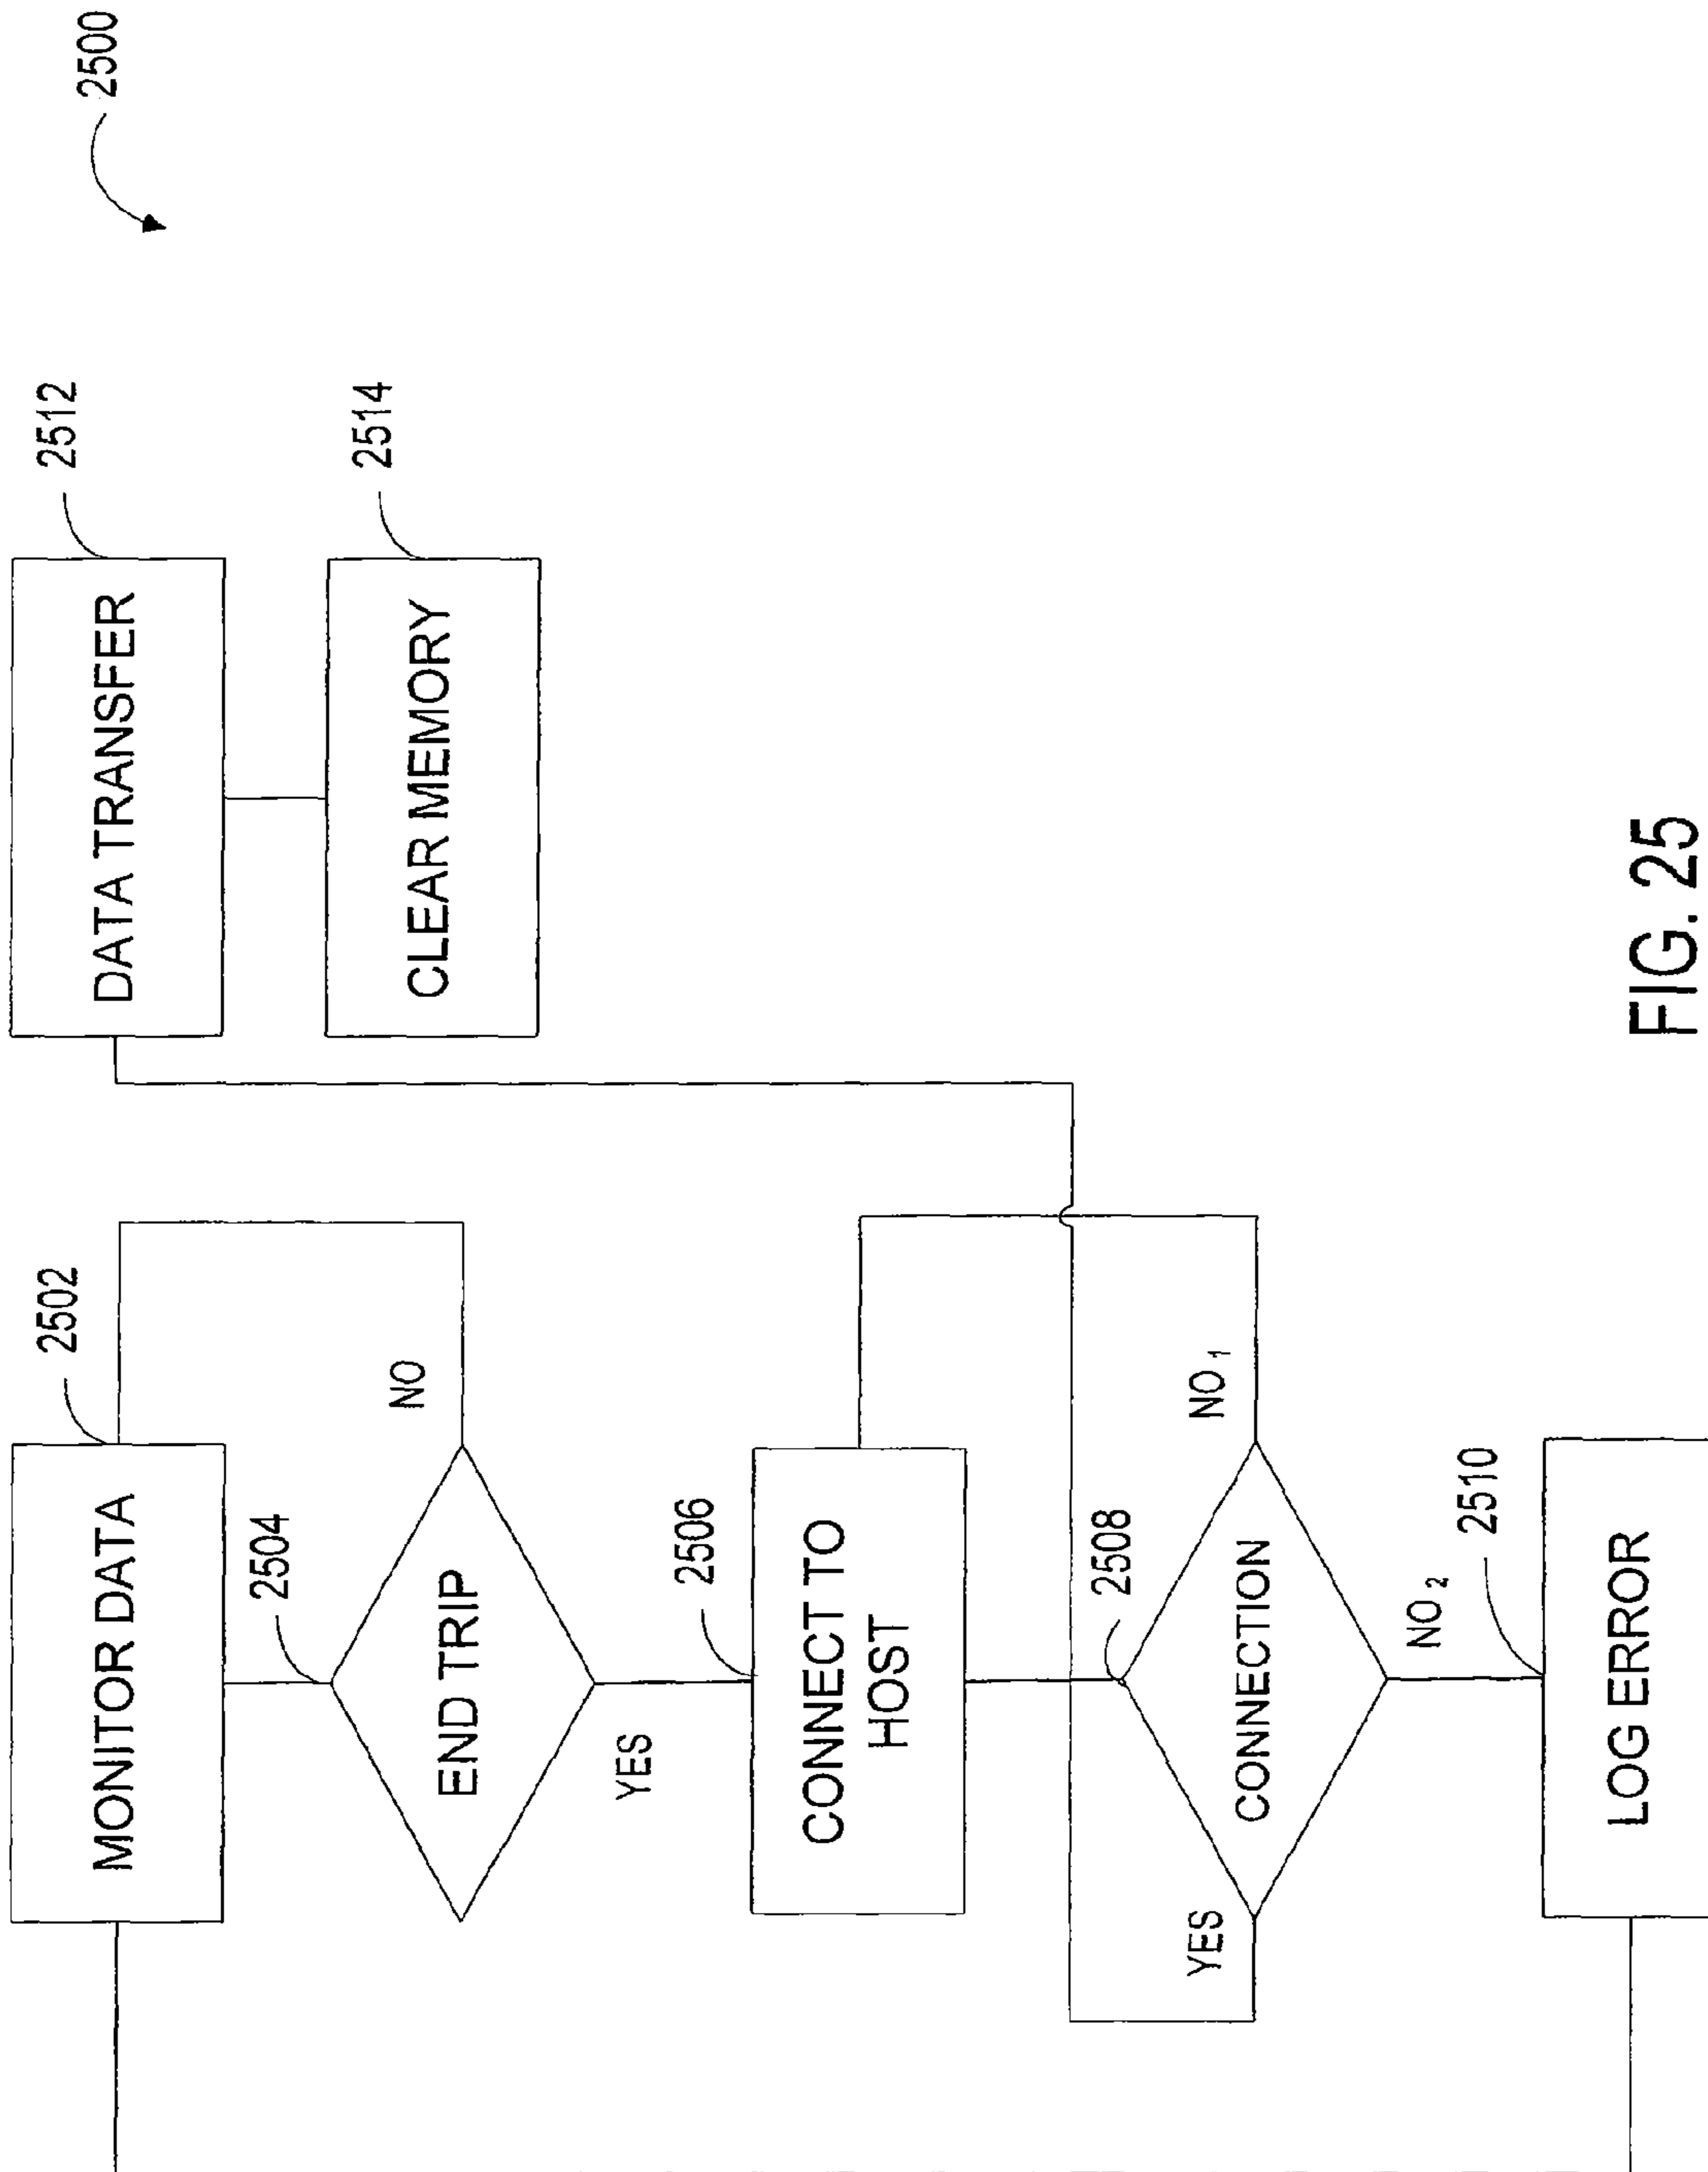 2500
2502
MONITOR DATA
2504
END TRIP
NO
YES
2506
CONNECT TO
HOST
2508
CONNECTION
YES
NO₁
NO₂
2510
LOG ERROR
2512
DATA TRANSFER
2514
CLEAR MEMORY
FIG. 25